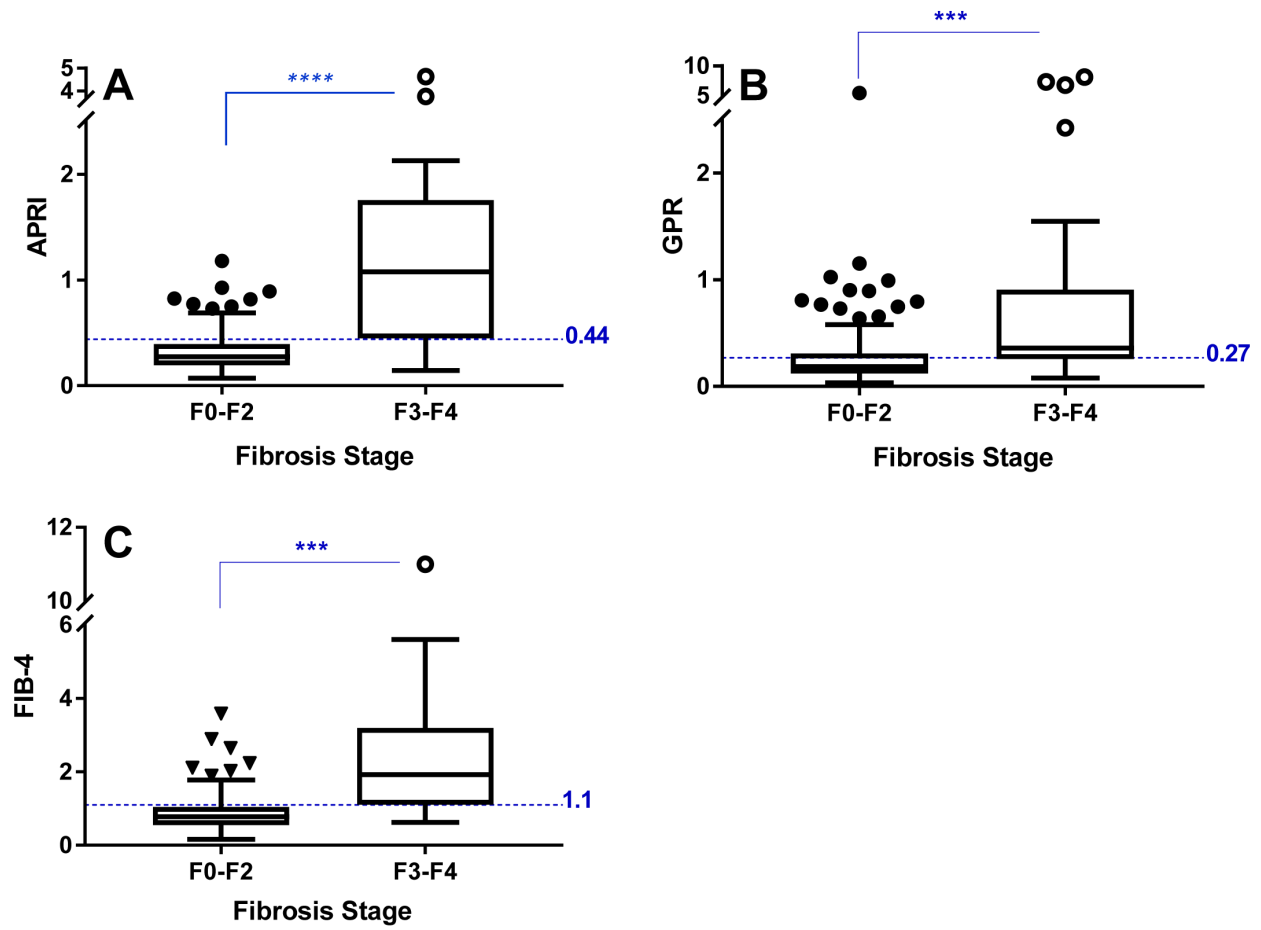 A
****
5
4
2
1
0
APRI
0.44
F0-F2 F3-F4
Fibrosis Stage
B
***
10
5
2
1
0
GPR
0.27
F0-F2 F3-F4
Fibrosis Stage
C
***
12
10
6
4
2
0
FIB-4
1.1
F0-F2 F3-F4
Fibrosis Stage